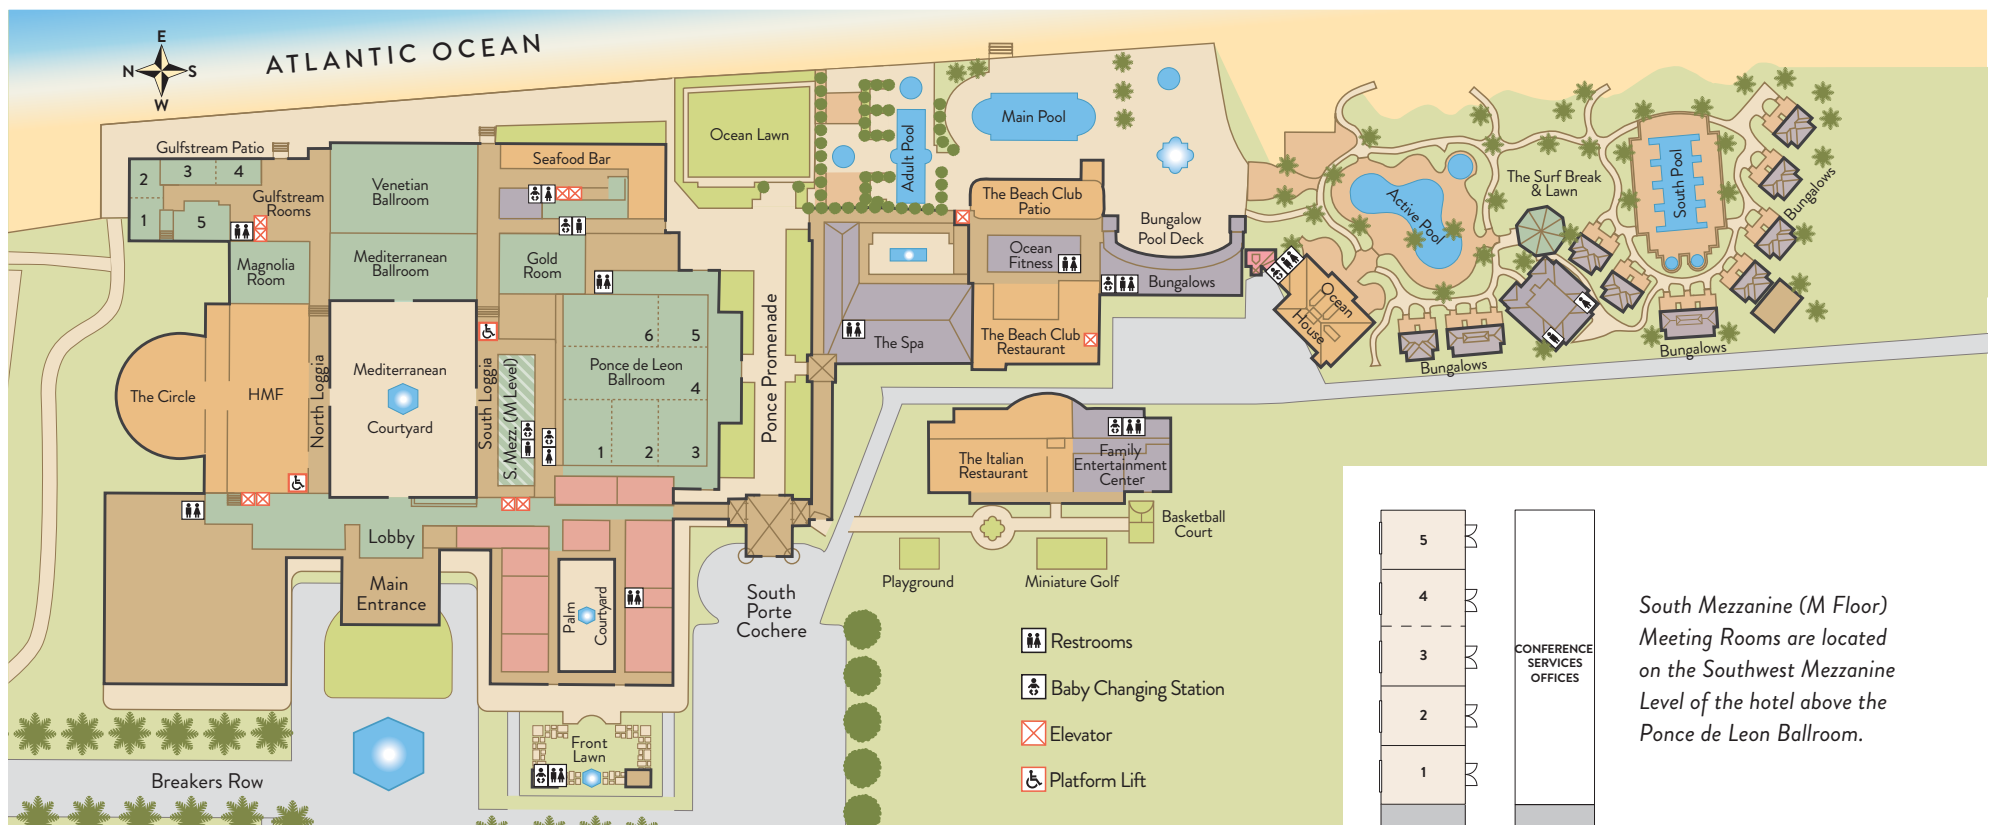 E
N
S
W
ATLANTIC OCEAN
Gulfstream Patio
2
3
4
1
5
Gulfstream
Rooms
Magnolia
Room
Venetian
Ballroom
Mediterranean
Ballroom
Seafood Bar
Gold
Room
Ocean Lawn
Adult Pool
Main Pool
The Beach Club
Patio
Ocean
Fitness
Bungalow
Pool Deck
Bungalows
The Spa
The Beach Club
Restaurant
Ocean
House
Active Pool
The Surf Break
& Lawn
South Pool
Bungalows
Bungalows
Bungalows
The Circle
HMF
North Loggia
Mediterranean
Courtyard
South Loggia
S. Mezz. (M Level)
6
5
Ponce de Leon
Ballroom
4
1
2
3
Ponce Promenade
The Italian
Restaurant
Family
Entertainment
Center
Basketball
Court
Playground
Miniature Golf
Lobby
Main
Entrance
Palm
Courtyard
South
Porte
Cochere
Front
Lawn
Breakers Row
Restrooms
Baby Changing Station
Elevator
Platform Lift
5
4
3
2
1
CONFERENCE
SERVICES
OFFICES
South Mezzanine (M Floor)
Meeting Rooms are located
on the Southwest Mezzanine
Level of the hotel above the
Ponce de Leon Ballroom.